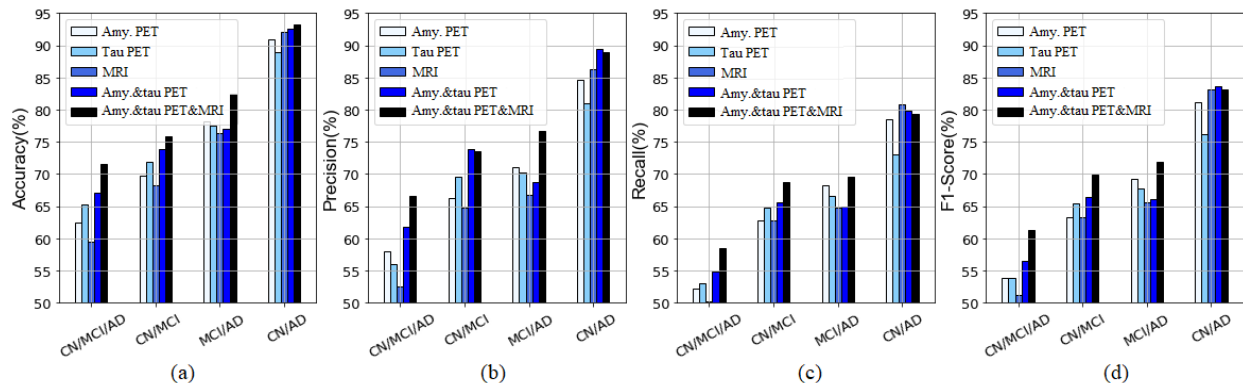 95
90
85
80
75
70
65
60
55
50
Accuracy(%)
Amy. PET
Tau PET
MRI
Amy.&tau PET
Amy.&tau PET&MRI
CN/MCI/AD
CN/MCI
MCI/AD
CN/AD
(a)
95
90
85
80
75
70
65
60
55
50
Precision(%)
Amy. PET
Tau PET
MRI
Amy.&tau PET
Amy.&tau PET&MRI
CN/MCI/AD
CN/MCI
MCI/AD
CN/AD
(b)
95
90
85
80
75
70
65
60
55
50
Recall(%)
Amy. PET
Tau PET
MRI
Amy.&tau PET
Amy.&tau PET&MRI
CN/MCI/AD
CN/MCI
MCI/AD
CN/AD
(c)
95
90
85
80
75
70
65
60
55
50
F1-Score(%)
Amy. PET
Tau PET
MRI
Amy.&tau PET
Amy.&tau PET&MRI
CN/MCI/AD
CN/MCI
MCI/AD
CN/AD
(d)